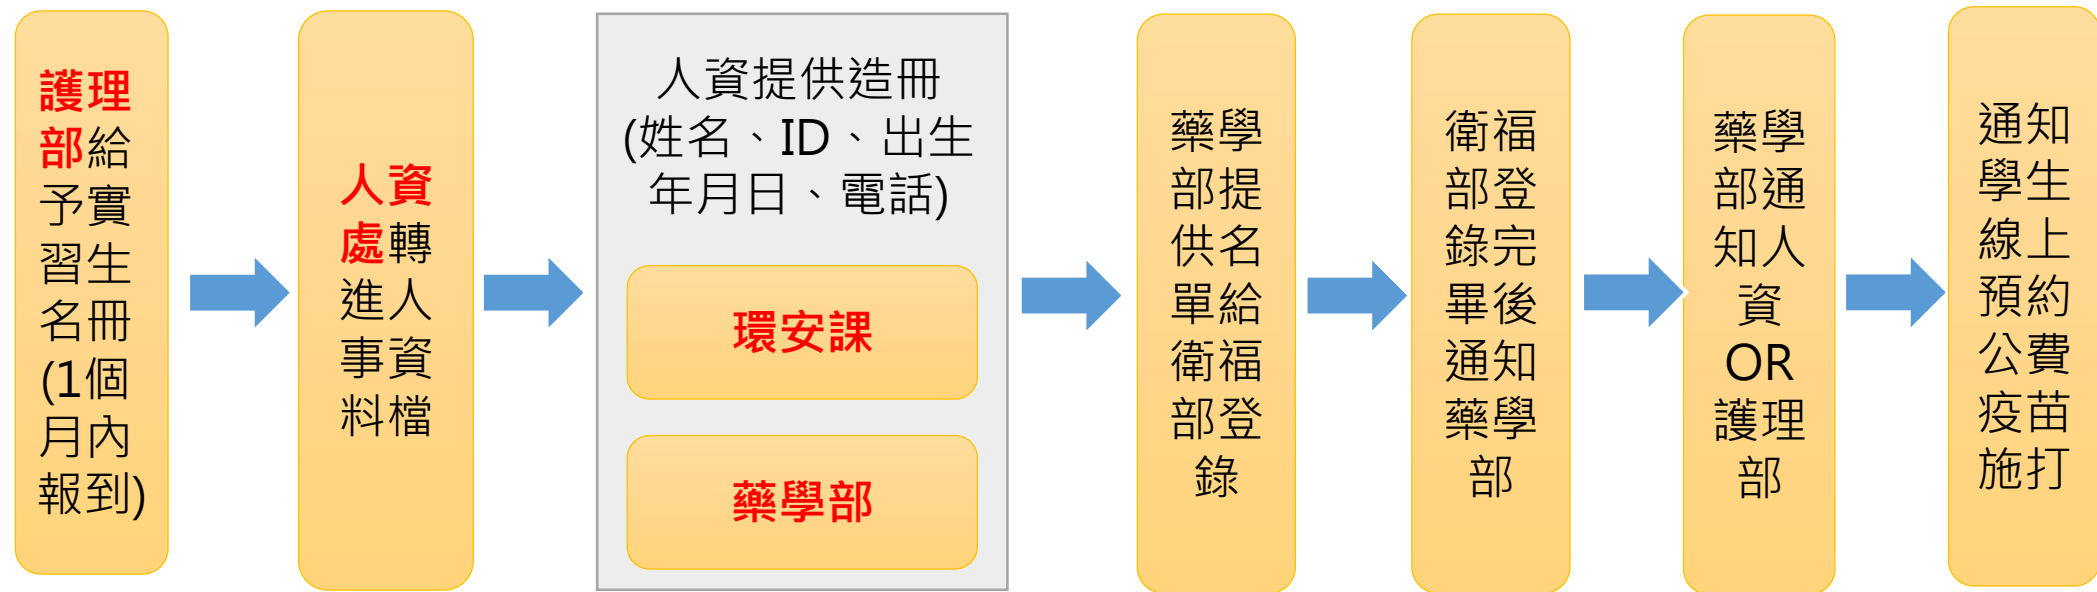 護理
部給
予實
習生
名冊
(1個
月內
報到)
人資
處轉
進人
事資
料檔
人資提供造冊
(姓名、ID、出生
年月日、電話)
環安課
藥學部
藥學
部提
供名
單給
衛福
部登
錄
衛福
部登
錄完
畢後
通知
藥學
部
藥學
部通
知人
資
OR
護理
部
通知
學生
線上
預約
公費
疫苗
施打